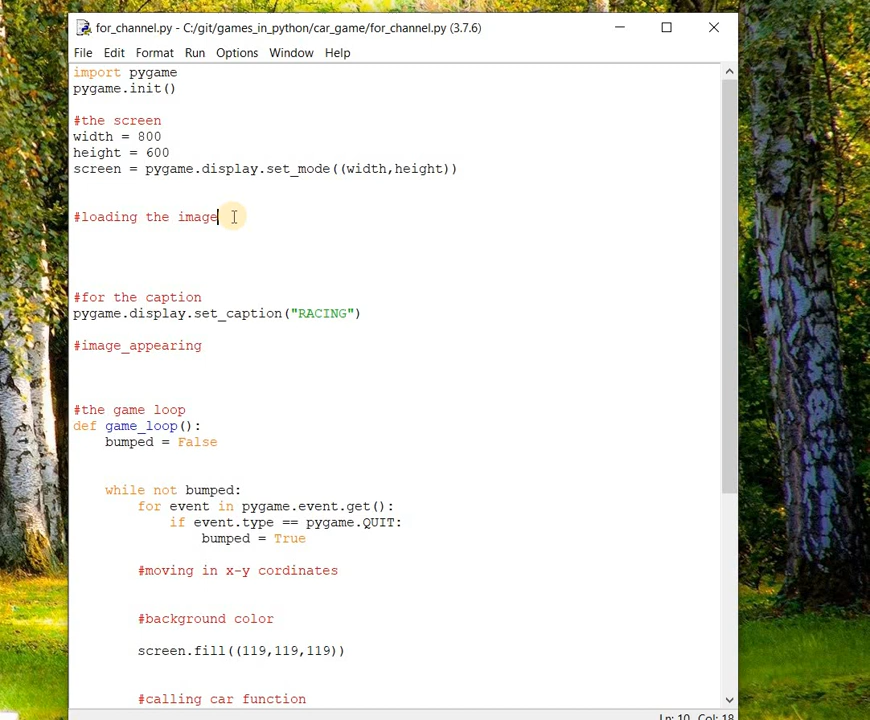 for_channel.py - C:/git/games_in_python/car_game/for_channel.py (3.7.6)
File Edit Format Run Options Window Help
import pygame
pygame.init()
#the screen
width = 800
height = 600
screen = pygame.display.set_mode((width,height))
#loading the image
#for the caption
pygame.display.set_caption("RACING")
#image_appearing
#the game loop
def game_loop():
bumped = False
while not bumped:
for event in pygame.event.get():
if event.type == pygame.QUIT:
bumped = True
#moving in x-y cordinates
#background color
screen.fill((119,119,119))
#calling car function
Ln: 10 Col: 18